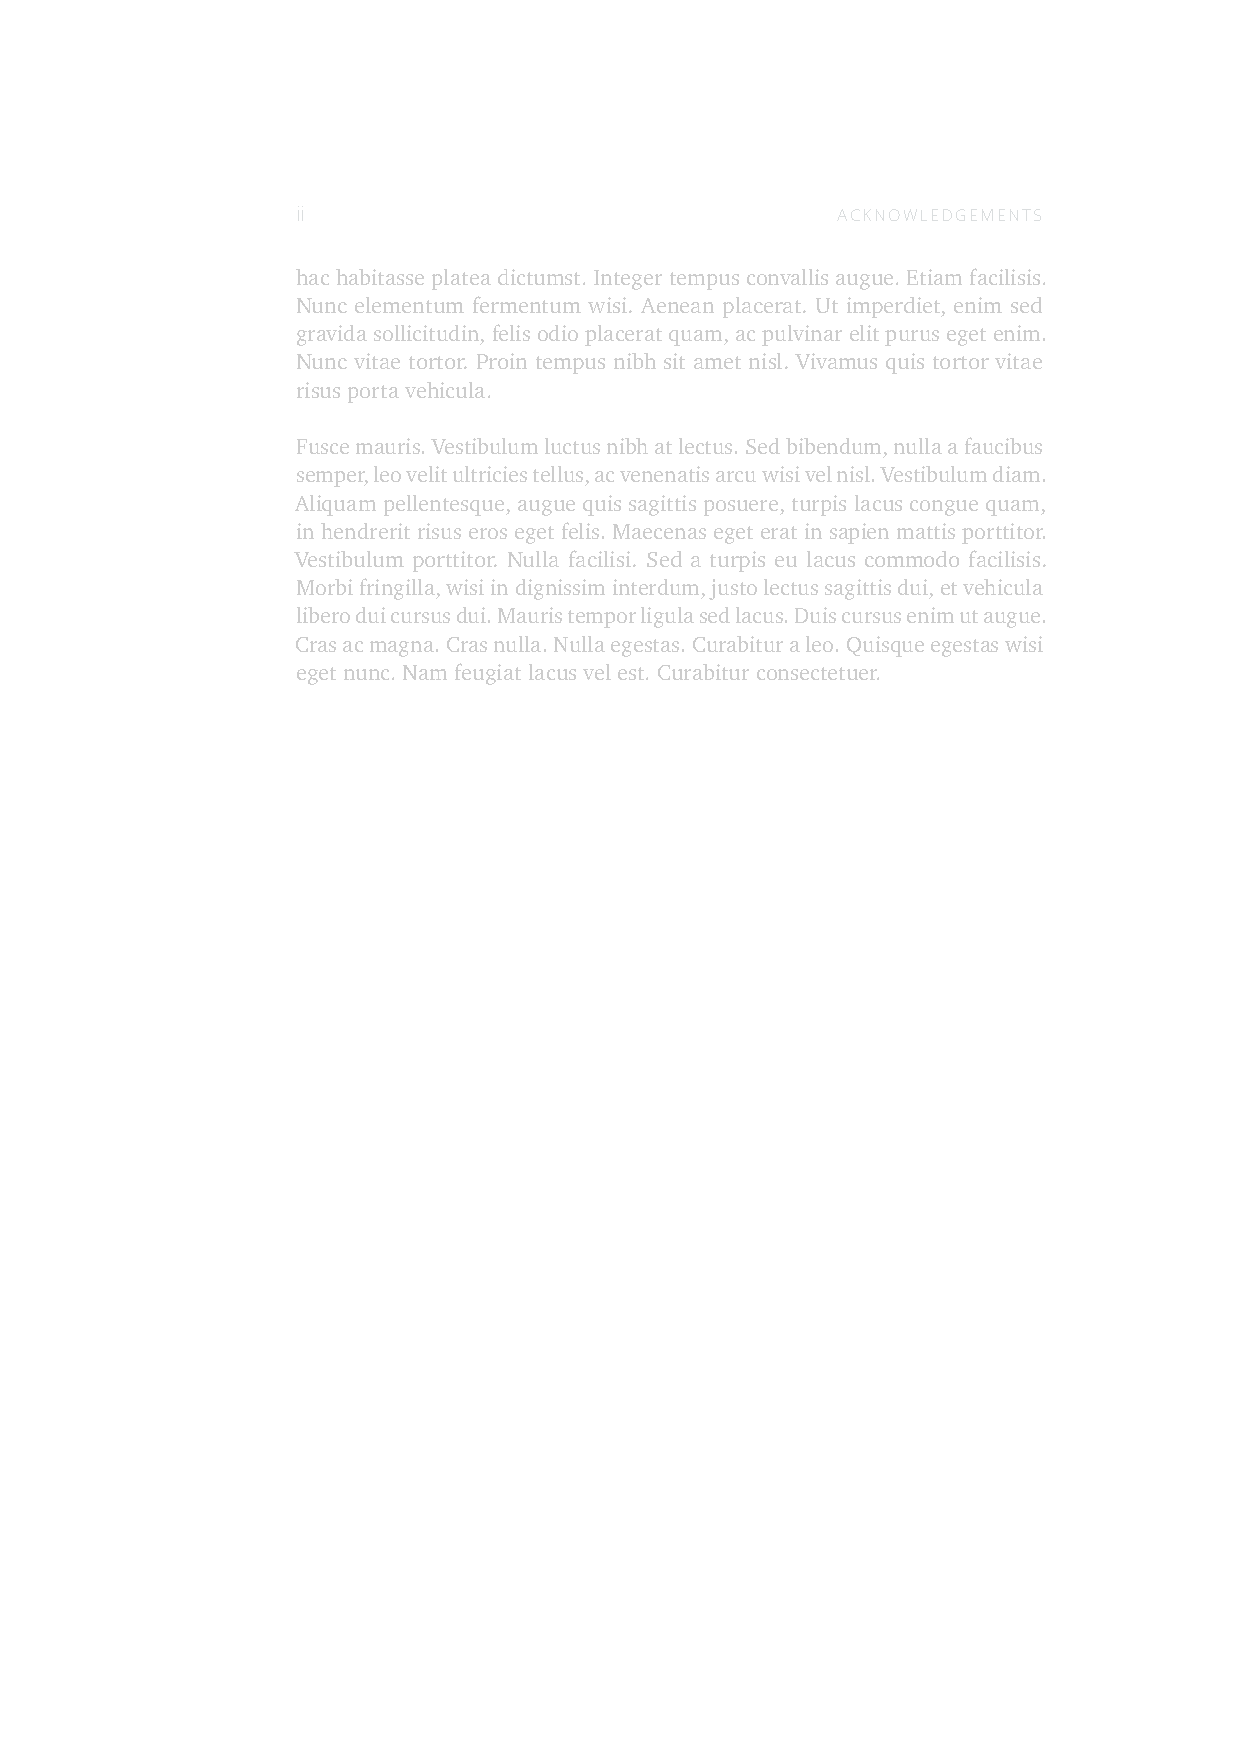 ii ACKNOWLEDGEMENTS
hac habitasse platea dictumst. Integer tempus convallis augue. Etiam facilisis.
Nunc elementum fermentum wisi. Aenean placerat. Ut imperdiet, enim sed
gravida sollicitudin, felis odio placerat quam, ac pulvinar elit purus eget enim.
Nunc vitae tortor. Proin tempus nibh sit amet nisl. Vivamus quis tortor vitae
risus porta vehicula.
Fusce mauris. Vestibulum luctus nibh at lectus. Sed bibendum, nulla a faucibus
semper, leo velit ultricies tellus, ac venenatis arcu wisi vel nisl. Vestibulum diam.
Aliquam pellentesque, augue quis sagittis posuere, turpis lacus congue quam,
in hendrerit risus eros eget felis. Maecenas eget erat in sapien mattis porttitor.
Vestibulum porttitor. Nulla facilisi. Sed a turpis eu lacus commodo facilisis.
Morbi fringilla, wisi in dignissim interdum, justo lectus sagittis dui, et vehicula
libero dui cursus dui. Mauris tempor ligula sed lacus. Duis cursus enim ut augue.
Cras ac magna. Cras nulla. Nulla egestas. Curabitur a leo. Quisque egestas wisi
eget nunc. Nam feugiat lacus vel est. Curabitur consectetuer.